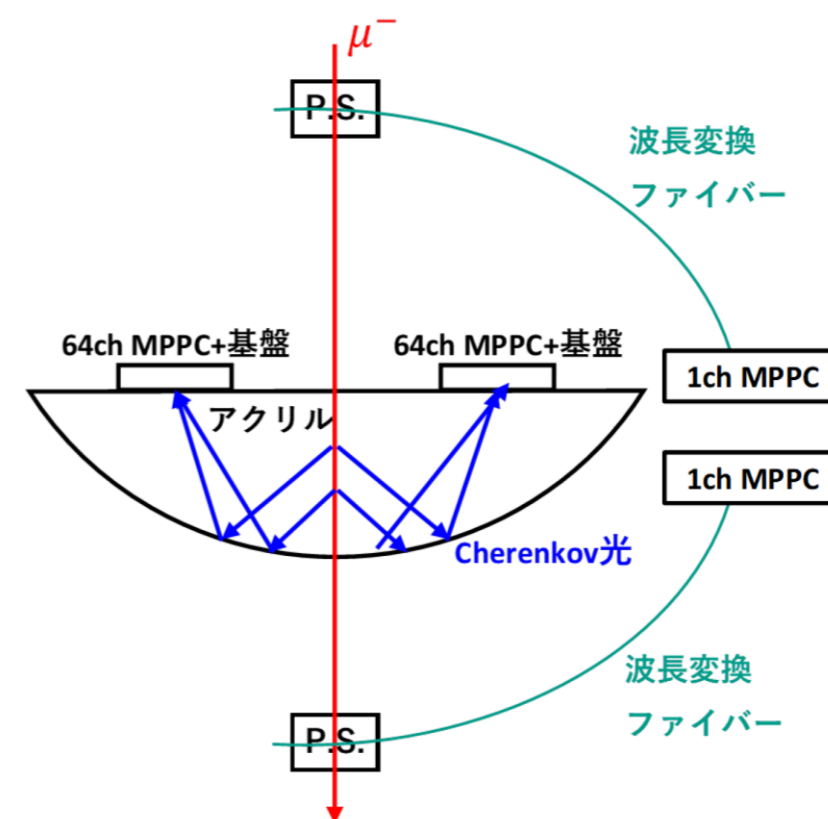 μ⁻
P.S.
波長変換
ファイバー
64ch MPPC+基盤
64ch MPPC+基盤
1ch MPPC
アクリル
1ch MPPC
Cherenkov光
波長変換
ファイバー
P.S.